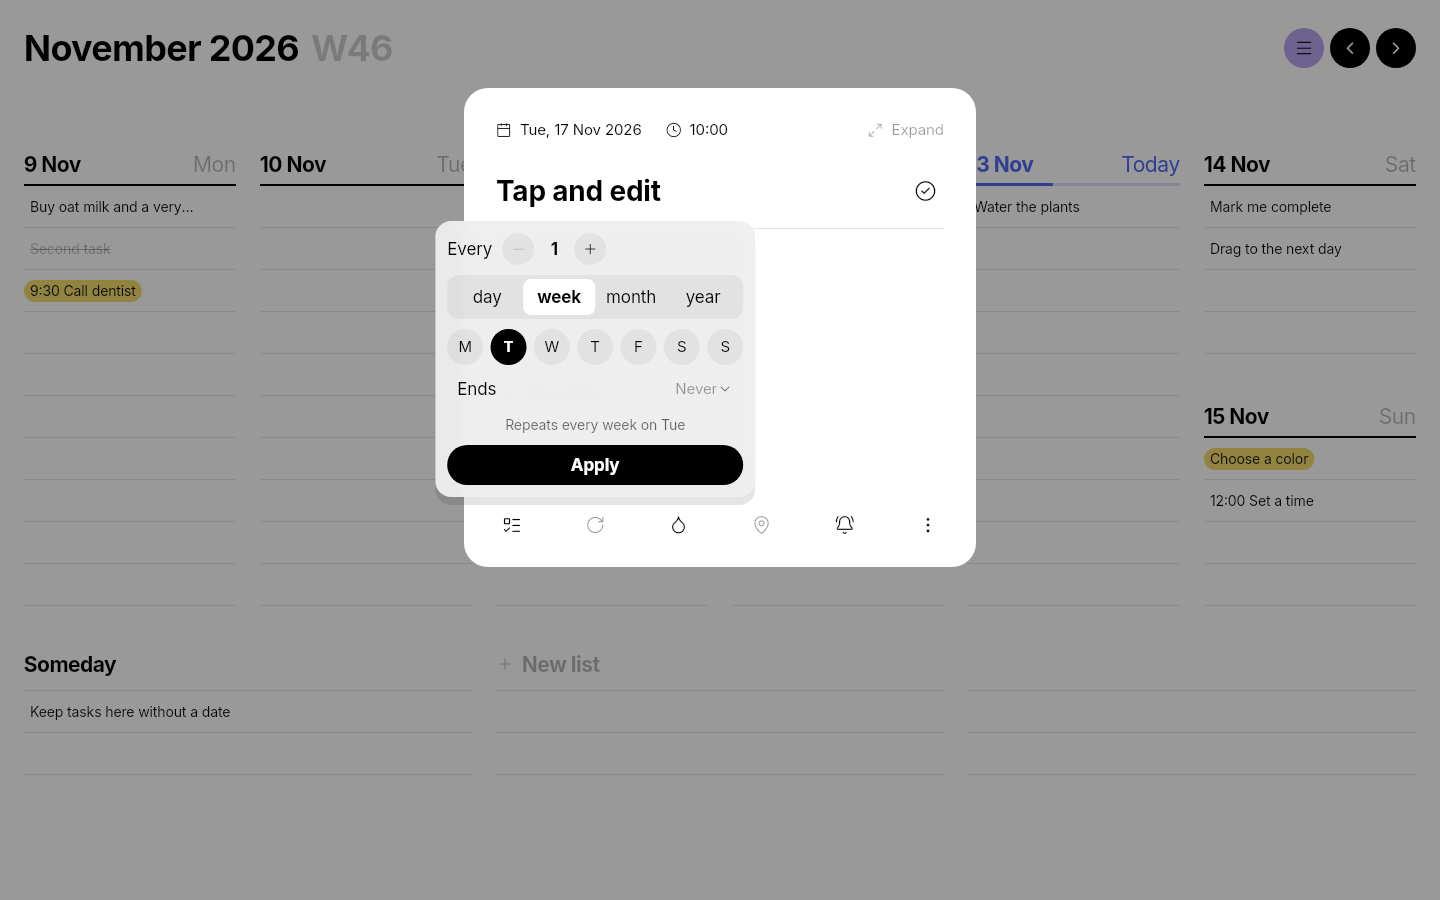 November 2026 W46
Tue, 17 Nov 2026 10:00 Expand
9 Nov Mon
10 Nov Tue
3 Nov Today
14 Nov Sat
Tap and edit
Buy oat milk and a very...
Second task
9:30 Call dentist
Water the plants
Mark me complete
Drag to the next day
Every 1
day week month year
M T W T F S S
Ends Never
Repeats every week on Tue
Apply
15 Nov Sun
Choose a color
12:00 Set a time
Someday
New list
Keep tasks here without a date